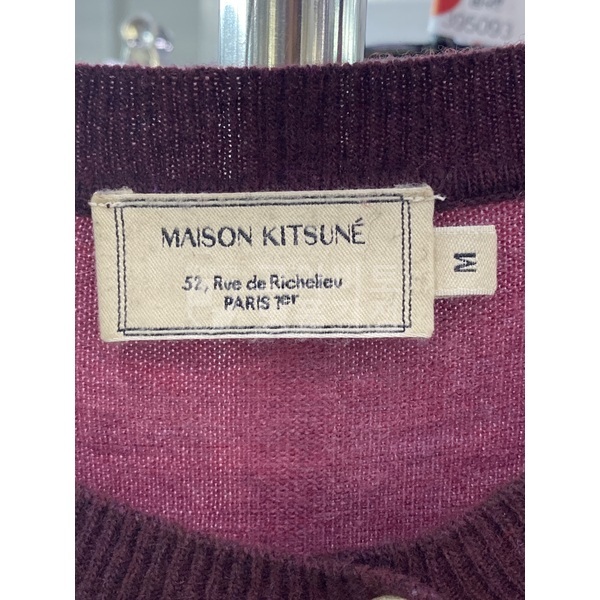 MAISON KITSUNÉ
52, Rue de Richelieu
PARIS 1er
M